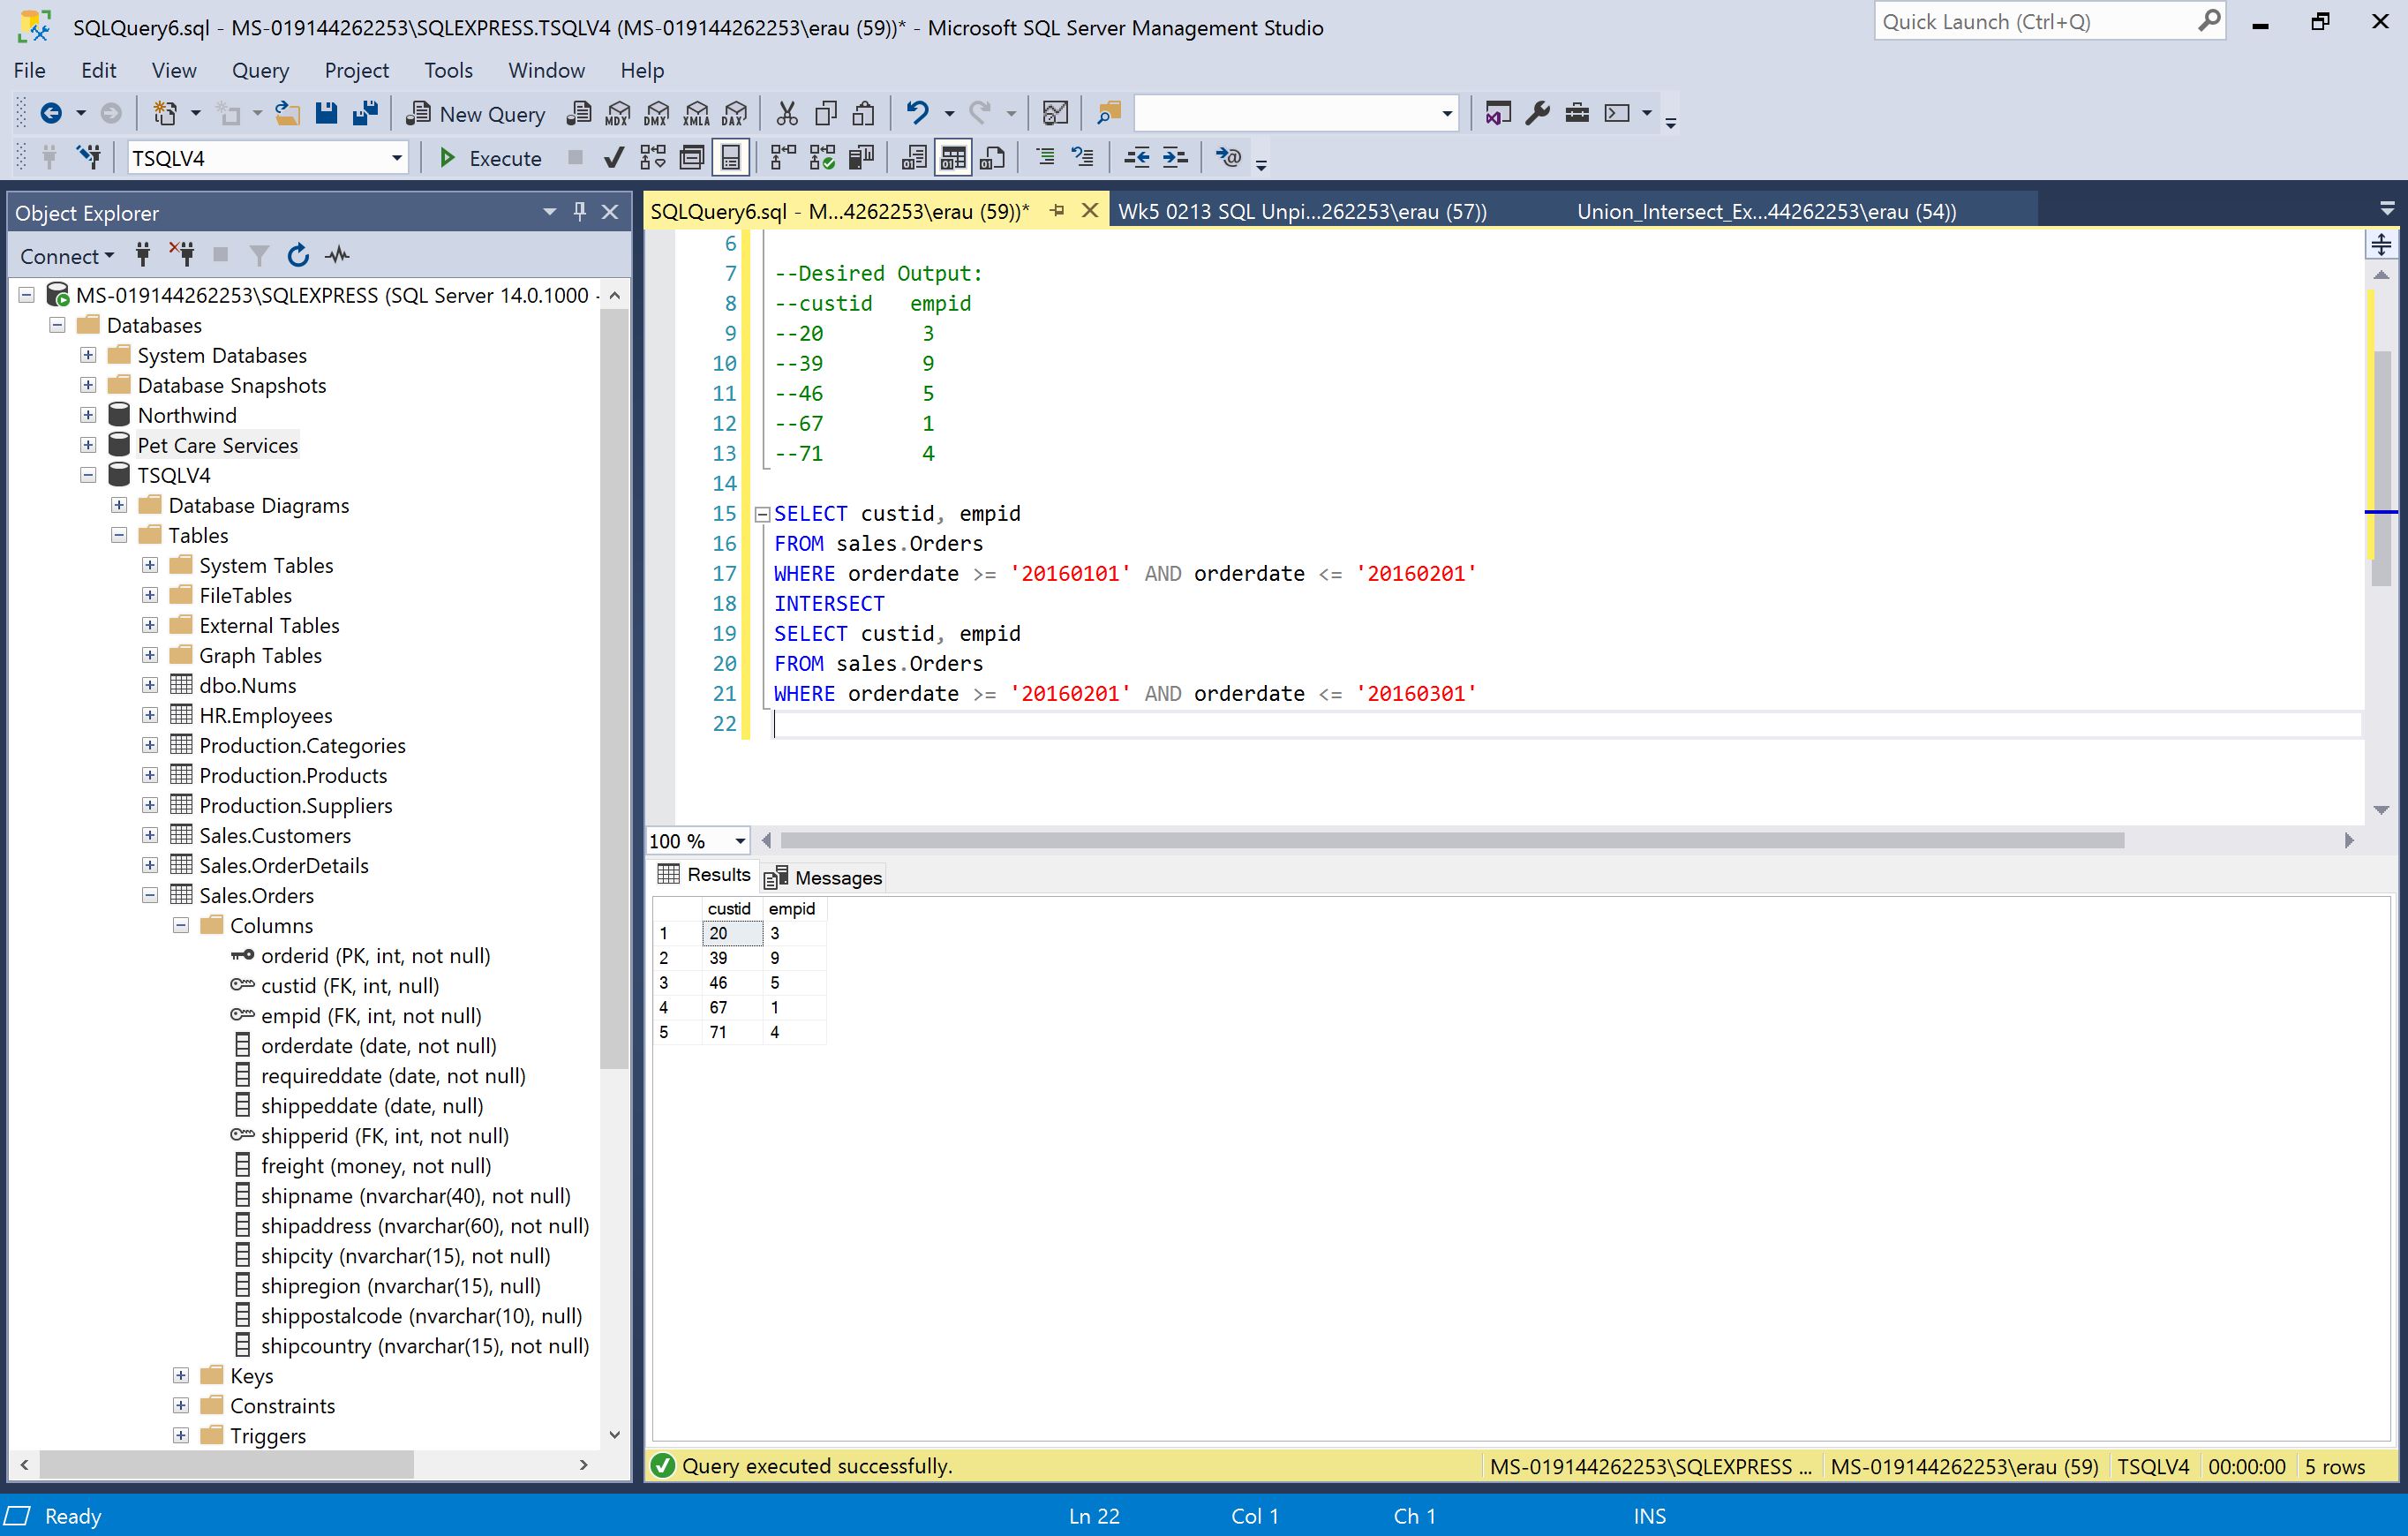 SQLQuery6.sql - MS-019144262253\SQLEXPRESS.TSQLV4 (MS-019144262253\erau (59))* - Microsoft SQL Server Management Studio
Quick Launch (Ctrl+Q)
File Edit View Query Project Tools Window Help
New Query MDX DMX XMLA DAX
TSQLV4 Execute
Object Explorer
Connect
MS-019144262253\SQLEXPRESS (SQL Server 14.0.1000 -
Databases
System Databases
Database Snapshots
Northwind
Pet Care Services
TSQLV4
Database Diagrams
Tables
System Tables
FileTables
External Tables
Graph Tables
dbo.Nums
HR.Employees
Production.Categories
Production.Products
Production.Suppliers
Sales.Customers
Sales.OrderDetails
Sales.Orders
Columns
orderid (PK, int, not null)
custid (FK, int, null)
empid (FK, int, not null)
orderdate (date, not null)
requireddate (date, not null)
shippeddate (date, null)
shipperid (FK, int, not null)
freight (money, not null)
shipname (nvarchar(40), not null)
shipaddress (nvarchar(60), not null)
shipcity (nvarchar(15), not null)
shipregion (nvarchar(15), null)
shippostalcode (nvarchar(10), null)
shipcountry (nvarchar(15), not null)
Keys
Constraints
Triggers
SQLQuery6.sql - M...4262253\erau (59))* Wk5 0213 SQL Unpi...262253\erau (57)) Union_Intersect_Ex...44262253\erau (54))
6
7 --Desired Output:
8 --custid empid
9 --20 3
10 --39 9
11 --46 5
12 --67 1
13 --71 4
14
15 SELECT custid, empid
16 FROM sales.Orders
17 WHERE orderdate >= '20160101' AND orderdate <= '20160201'
18 INTERSECT
19 SELECT custid, empid
20 FROM sales.Orders
21 WHERE orderdate >= '20160201' AND orderdate <= '20160301'
22
100 %
Results Messages
custid empid
1 20 3
2 39 9
3 46 5
4 67 1
5 71 4
Query executed successfully. MS-019144262253\SQLEXPRESS ... MS-019144262253\erau (59) TSQLV4 00:00:00 5 rows
Ready Ln 22 Col 1 Ch 1 INS